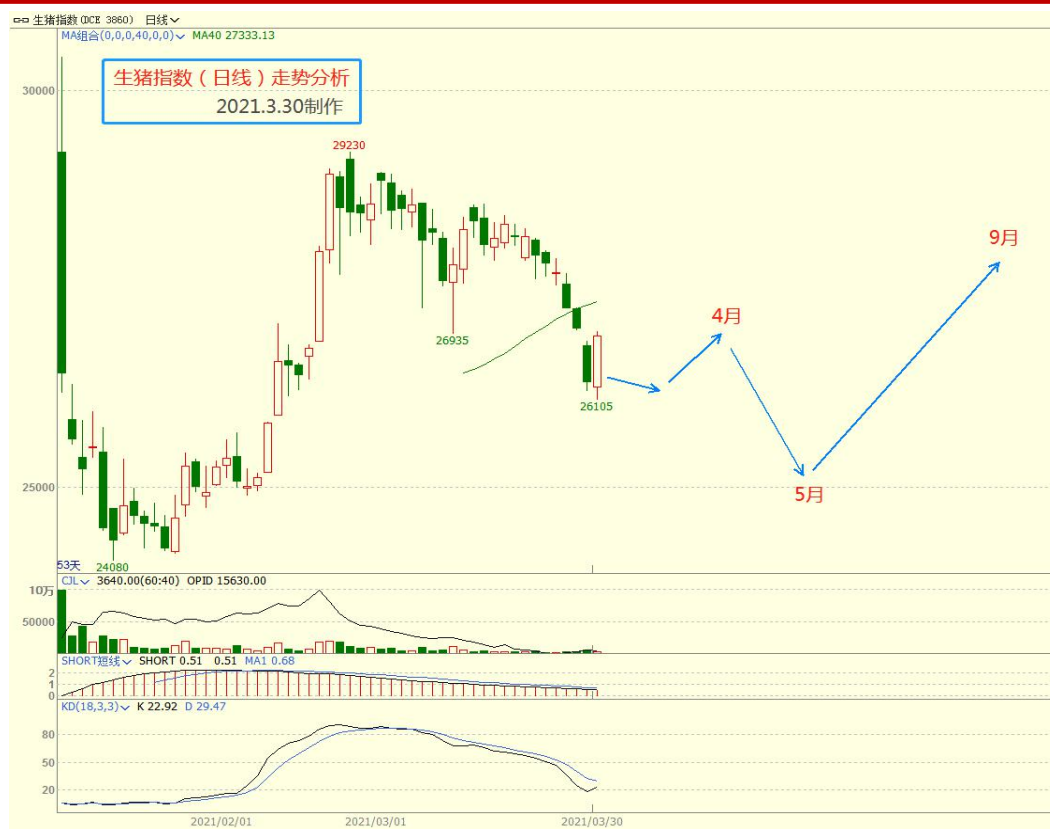 生猪指数(DCE 3860) 日线
MA组合(0,0,0,40,0,0) MA40 27333.13
生猪指数（日线）走势分析
2021.3.30制作
30000
29230
9月
4月
26935
26105
25000
5月
53天 24080
CJL 3640.00(60:40) OPID 15630.00
10万
50000
SHORT短线 SHORT 0.51 0.51 MA1 0.68
2
1
0
KD(18,3,3) K 22.92 D 29.47
80
50
20
2021/02/01 2021/03/01 2021/03/30